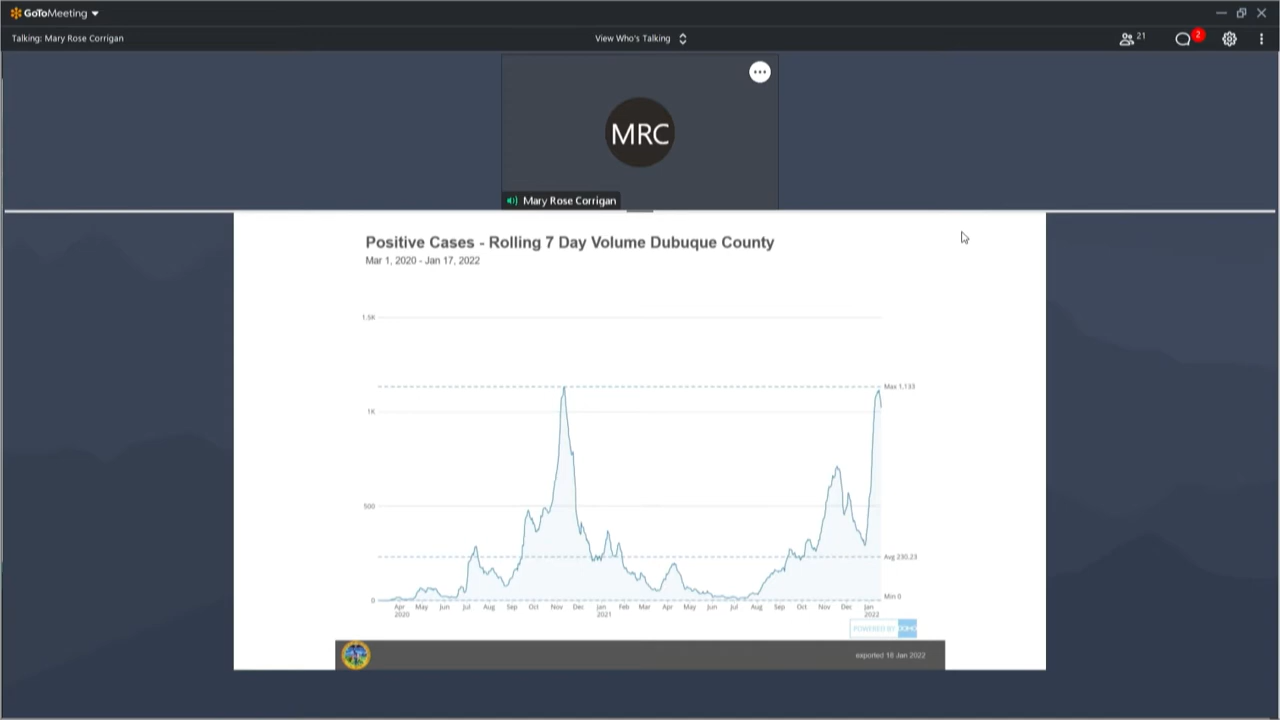 GoToMeeting
Talking: Mary Rose Corrigan
View Who's Talking
21
2
MRC
Mary Rose Corrigan
Positive Cases - Rolling 7 Day Volume Dubuque County
Mar 1, 2020 - Jan 17, 2022
1.5K
Max 1,133
1K
500
Avg 230.23
Min 0
0
Apr May Jun Jul Aug Sep Oct Nov Dec Jan Feb Mar Apr May Jun Jul Aug Sep Oct Nov Dec Jan
2020 2021 2022
POWERED BY DOMO
exported 18 Jan 2022